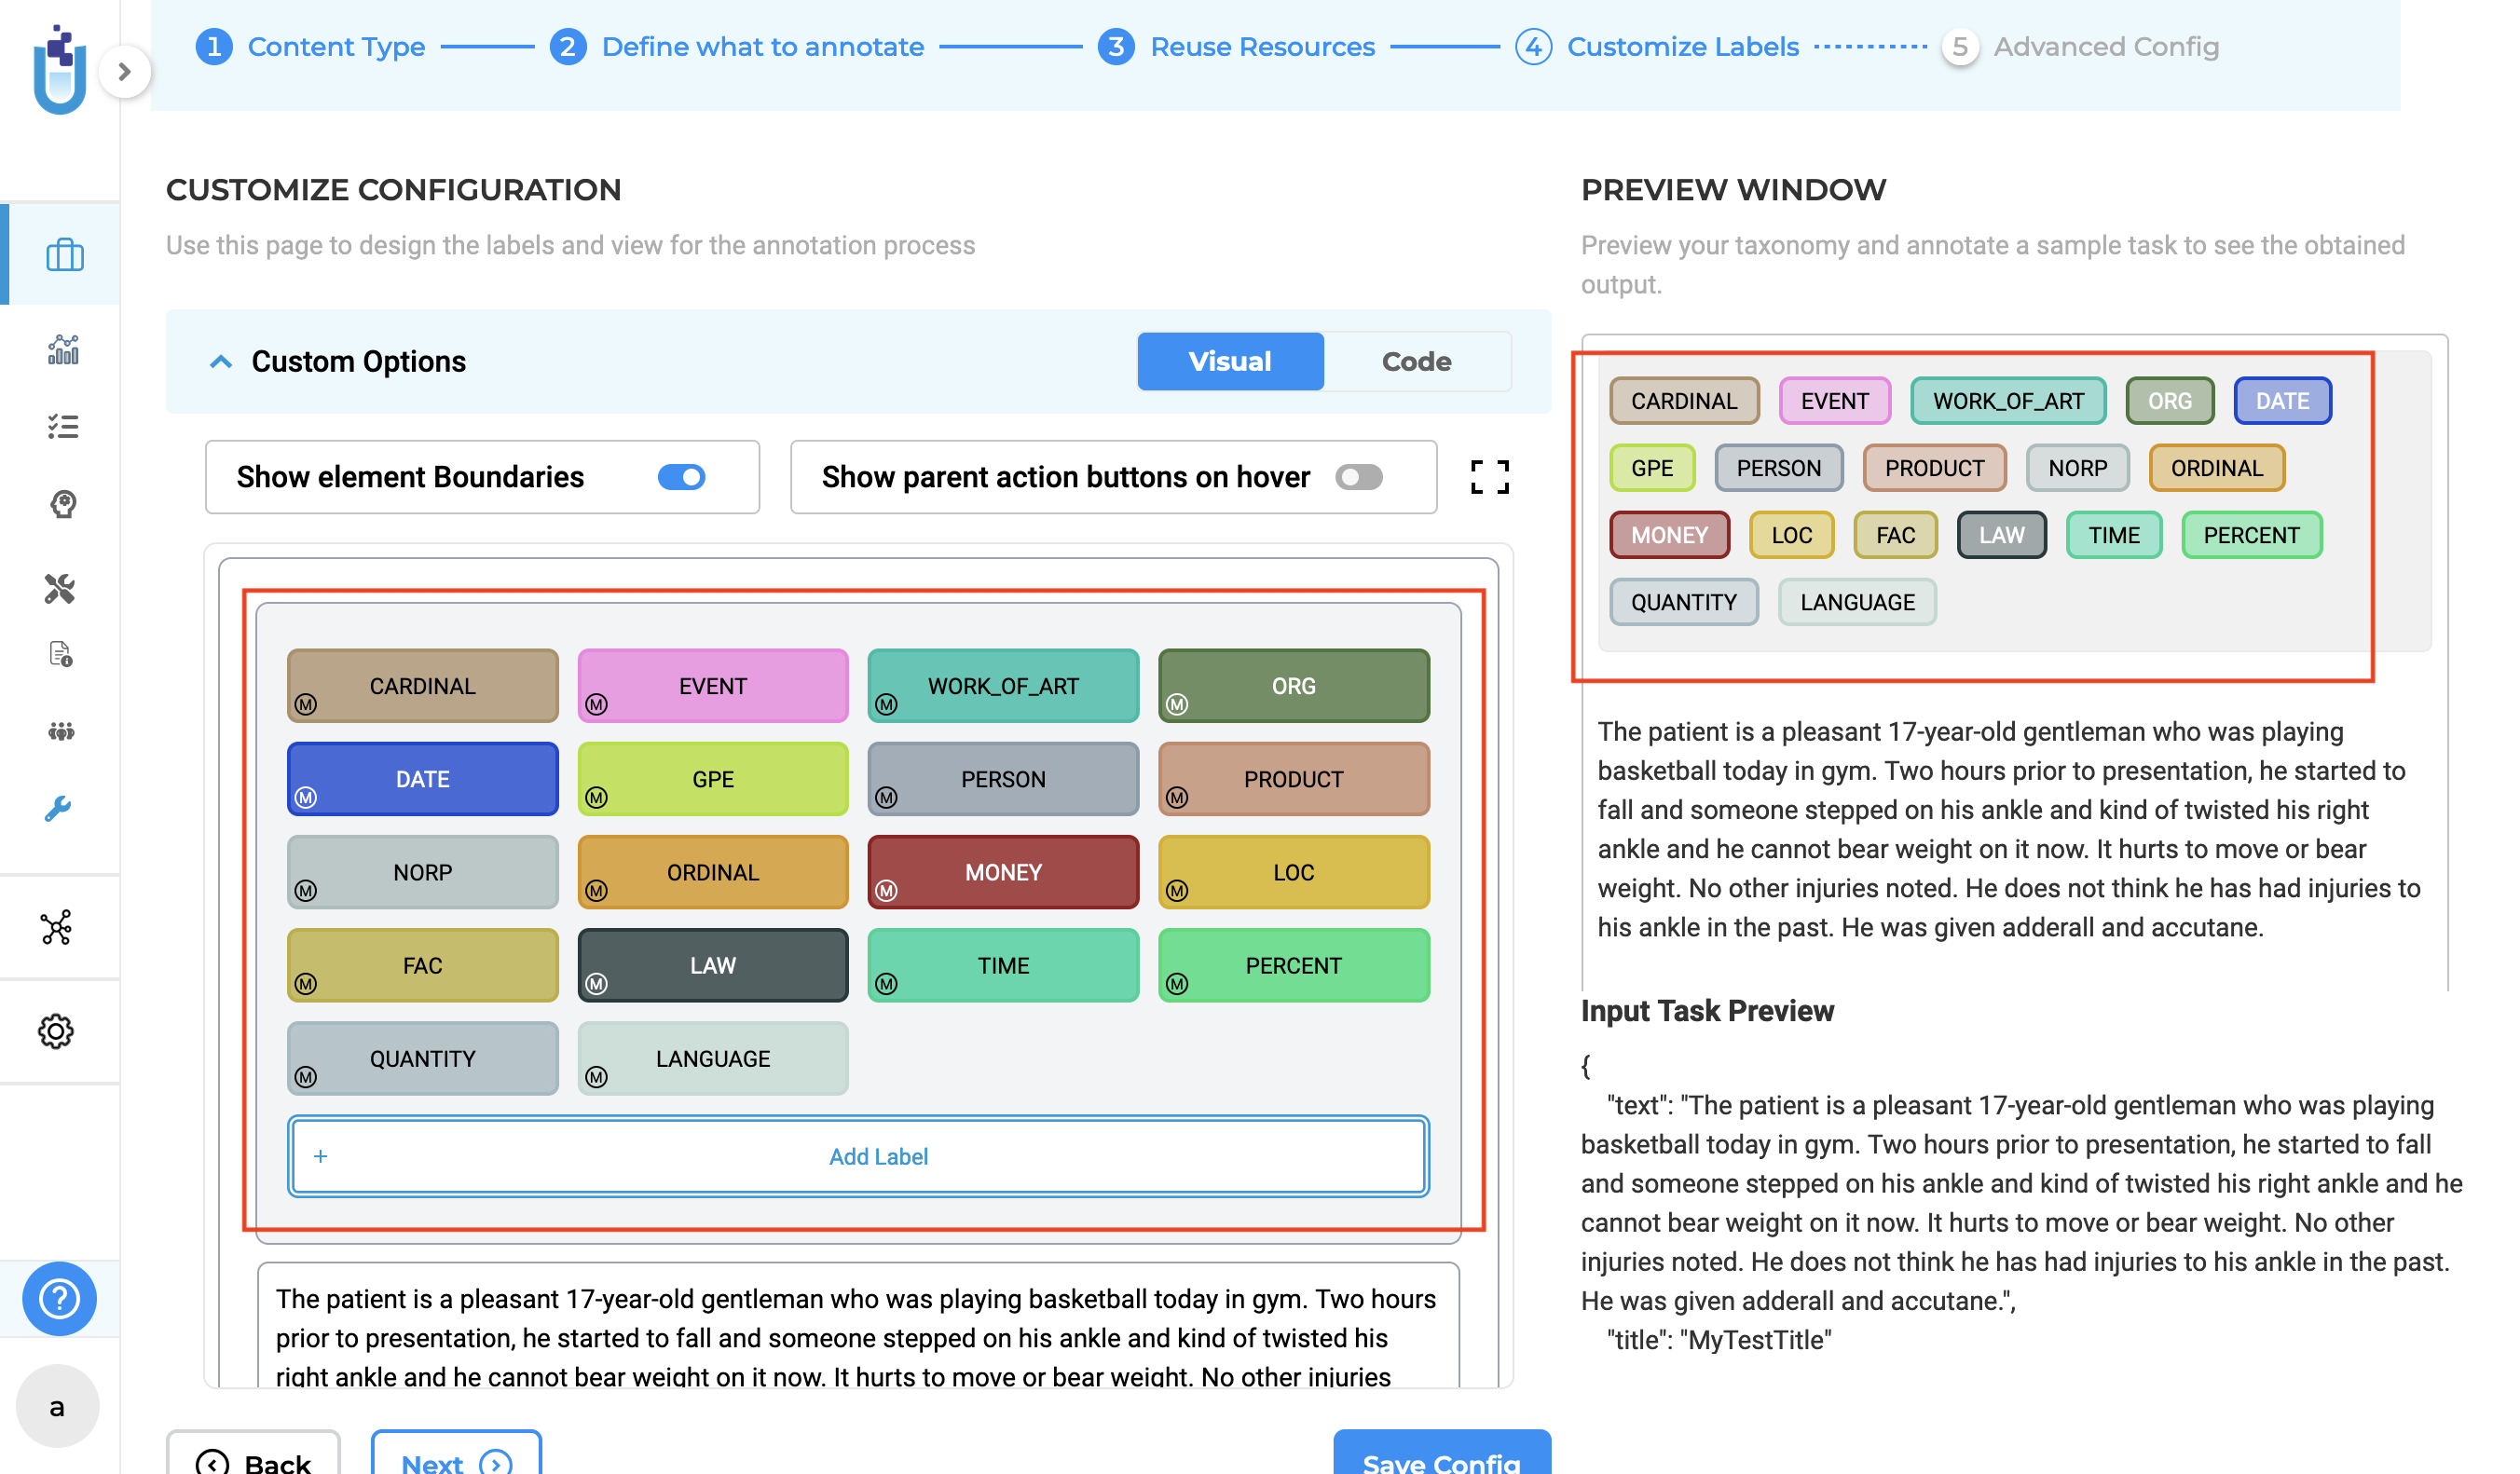 1 Content Type 2 Define what to annotate 3 Reuse Resources 4 Customize Labels 5 Advanced Config
CUSTOMIZE CONFIGURATION
Use this page to design the labels and view for the annotation process
Custom Options Visual Code
Show element Boundaries Show parent action buttons on hover
CARDINAL EVENT WORK_OF_ART ORG
M M M M
DATE GPE PERSON PRODUCT
M M M M
NORP ORDINAL MONEY LOC
M M M M
FAC LAW TIME PERCENT
M M M M
QUANTITY LANGUAGE
M M
+ Add Label
The patient is a pleasant 17-year-old gentleman who was playing basketball today in gym. Two hours
prior to presentation, he started to fall and someone stepped on his ankle and kind of twisted his
right ankle and he cannot bear weight on it now. It hurts to move or bear weight. No other injuries
Back Next Save Config
PREVIEW WINDOW
Preview your taxonomy and annotate a sample task to see the obtained
output.
CARDINAL EVENT WORK_OF_ART ORG DATE
GPE PERSON PRODUCT NORP ORDINAL
MONEY LOC FAC LAW TIME PERCENT
QUANTITY LANGUAGE
The patient is a pleasant 17-year-old gentleman who was playing
basketball today in gym. Two hours prior to presentation, he started to
fall and someone stepped on his ankle and kind of twisted his right
ankle and he cannot bear weight on it now. It hurts to move or bear
weight. No other injuries noted. He does not think he has had injuries to
his ankle in the past. He was given adderall and accutane.
Input Task Preview
{
"text": "The patient is a pleasant 17-year-old gentleman who was playing
basketball today in gym. Two hours prior to presentation, he started to fall
and someone stepped on his ankle and kind of twisted his right ankle and he
cannot bear weight on it now. It hurts to move or bear weight. No other
injuries noted. He does not think he has had injuries to his ankle in the past.
He was given adderall and accutane.",
"title": "MyTestTitle"
?
a